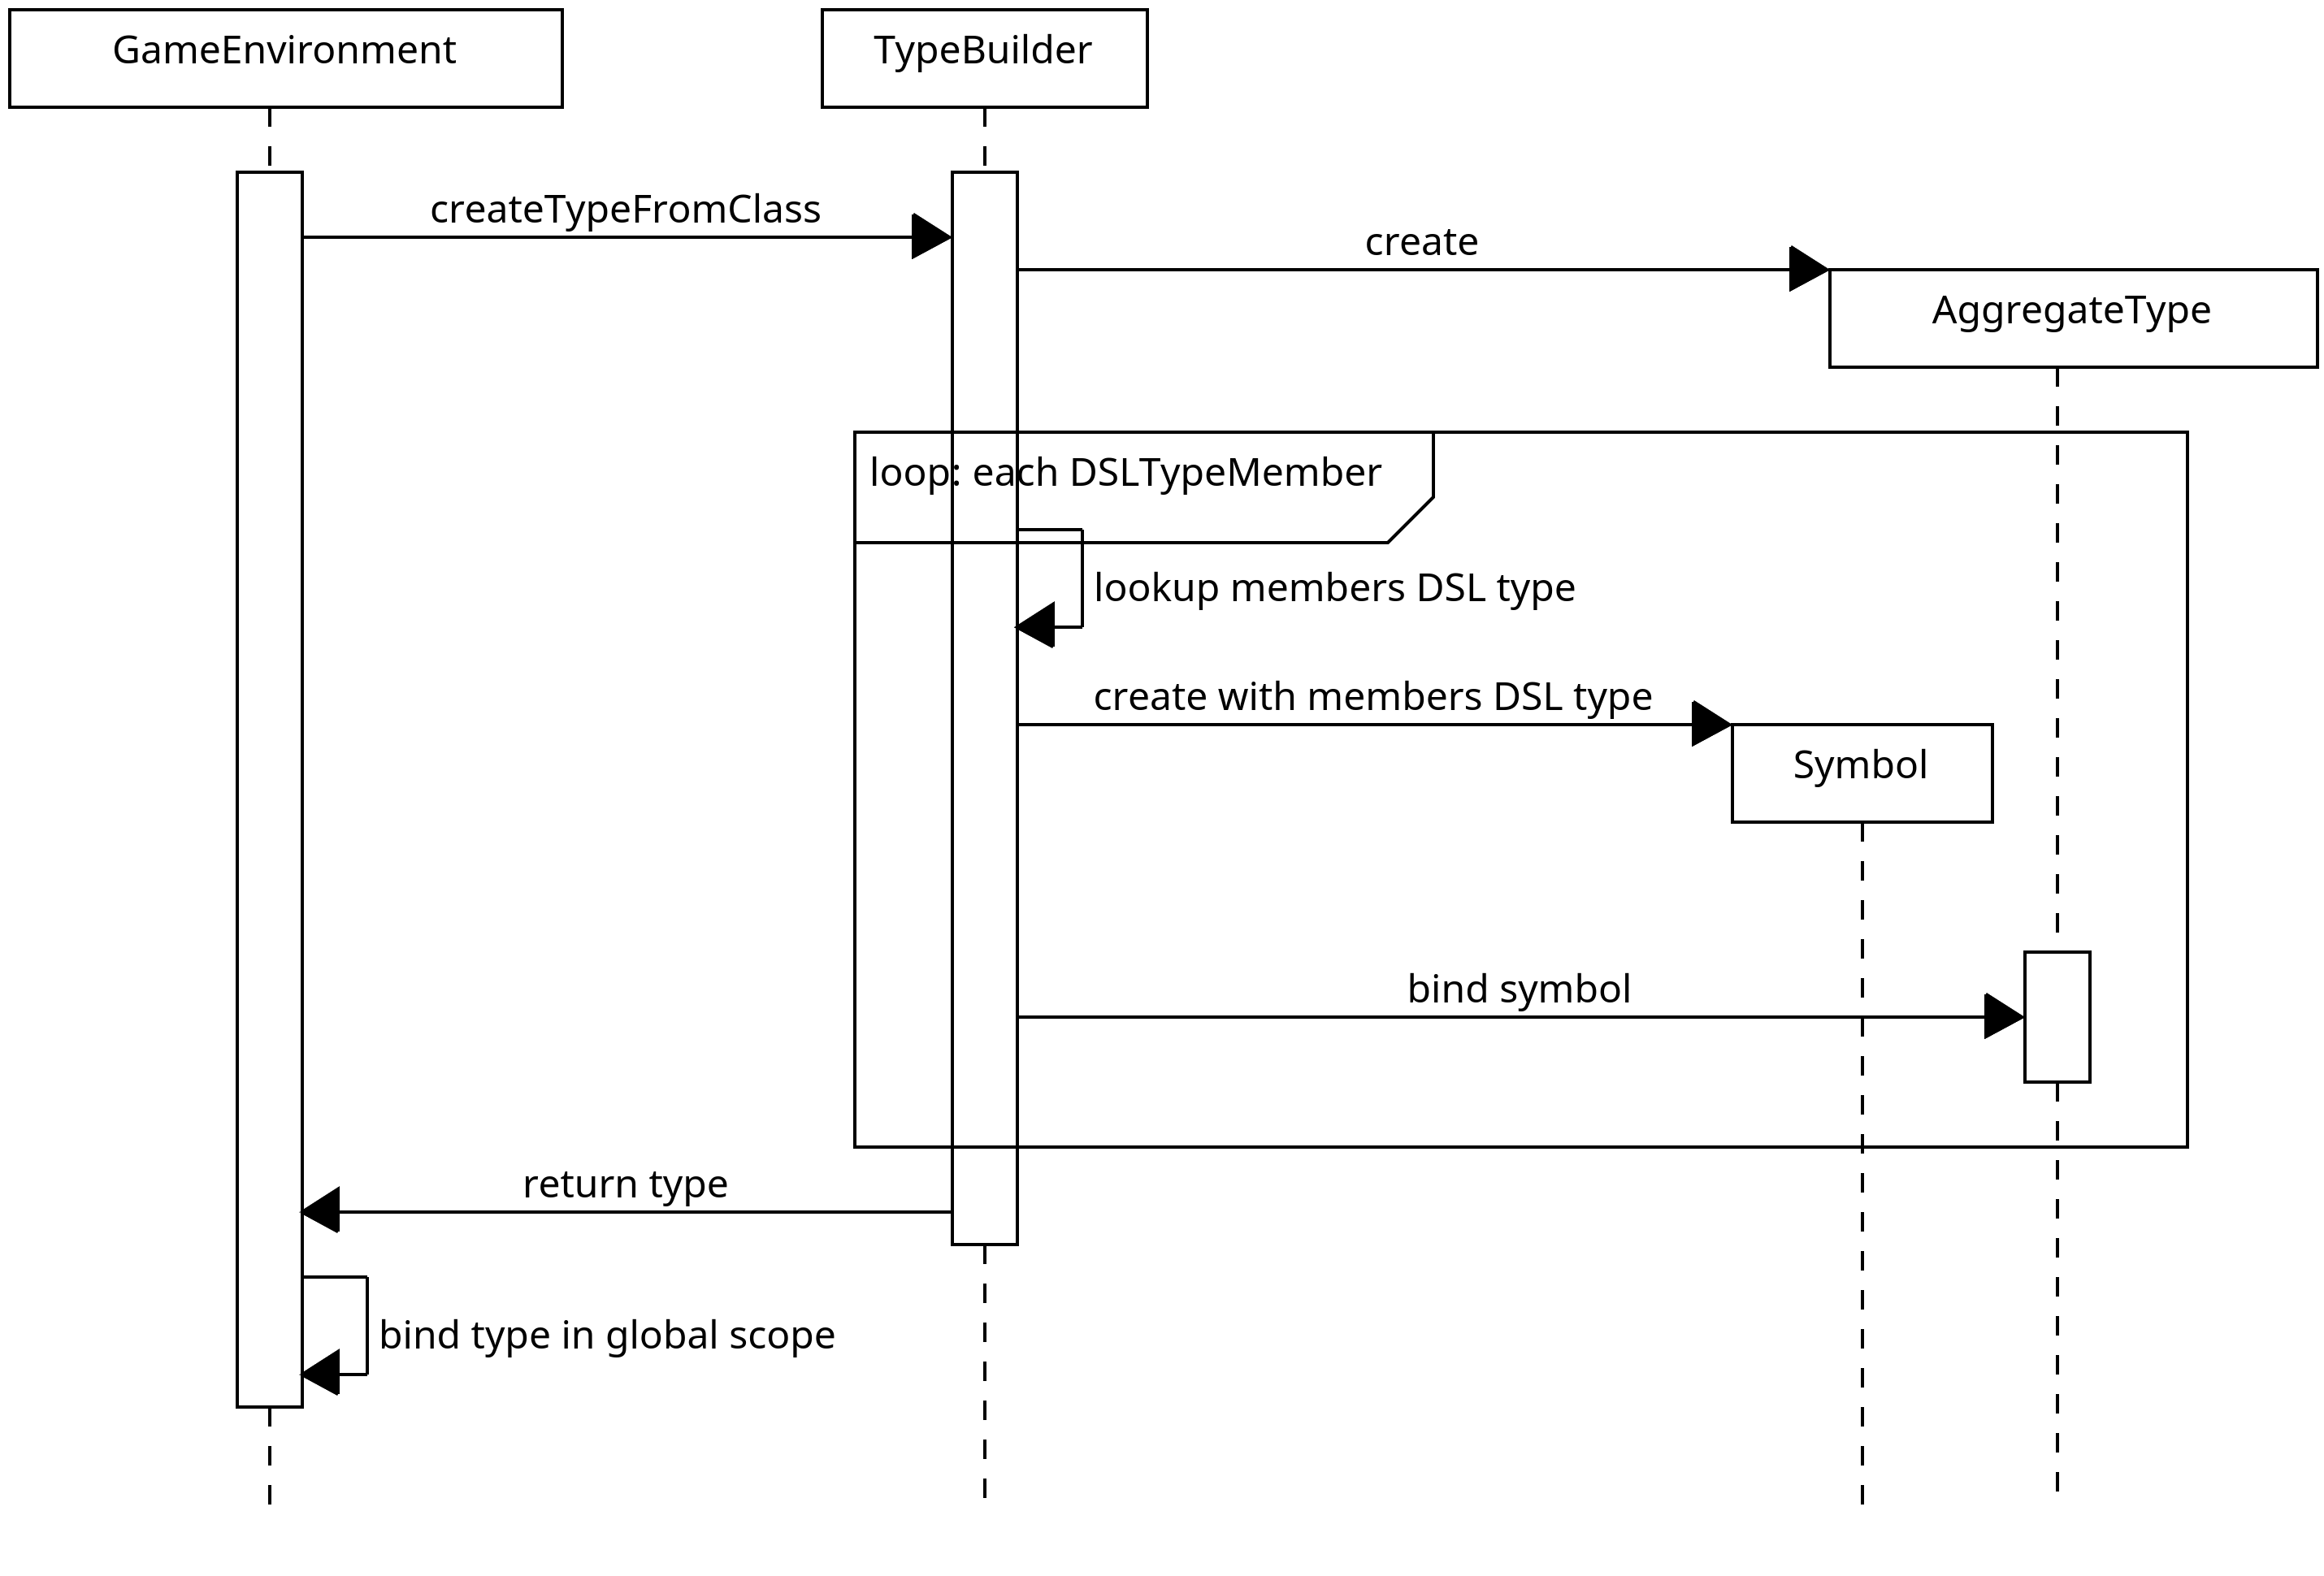 GameEnvironment
TypeBuilder
createTypeFromClass
create
AggregateType
loop: each DSLTypeMember
lookup members DSL type
create with members DSL type
Symbol
bind symbol
return type
bind type in global scope